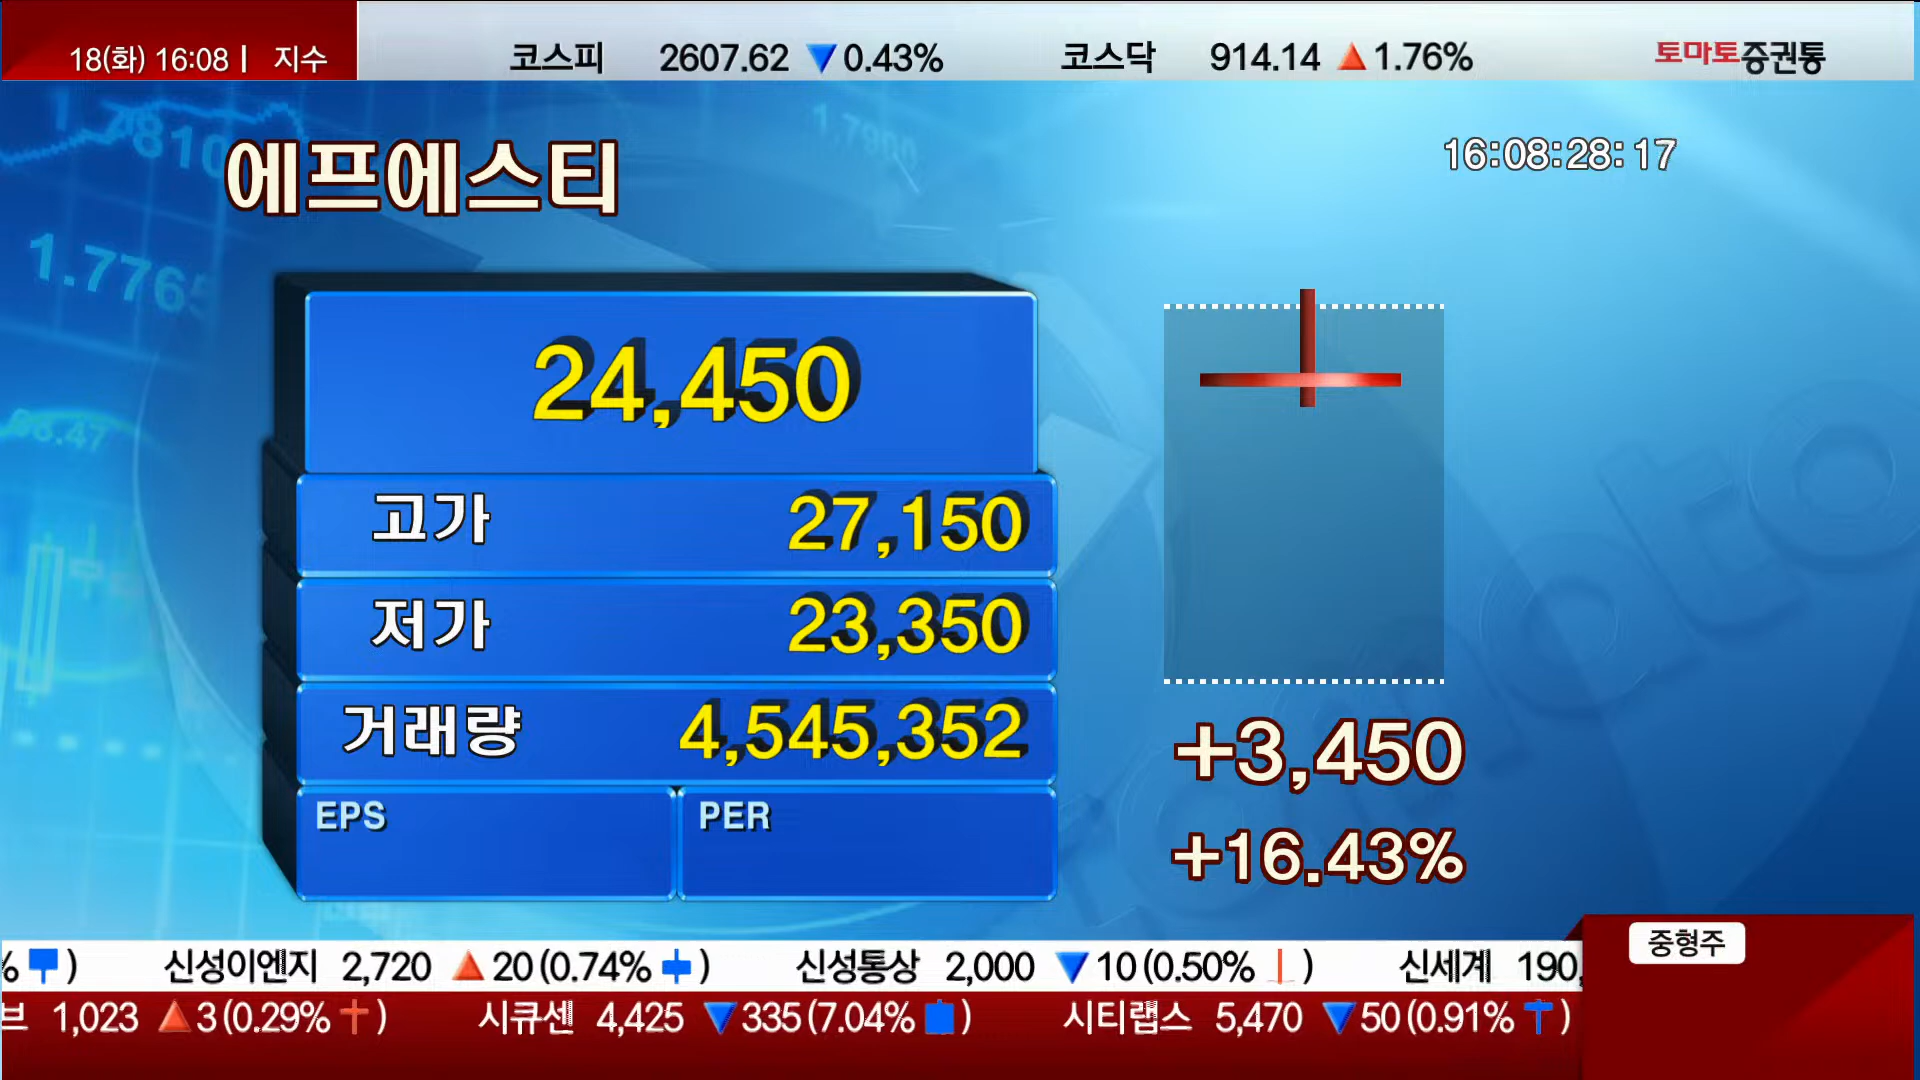 18(화) 16:08 | 지수 코스피 2607.62 ▼0.43% 코스닥 914.14 ▲1.76% 토마토증권통
에프에스티
16:08:28:17
24,450
고가 27,150
저가 23,350
거래량 4,545,352
EPS PER
+3,450
+16.43%
중형주
% ) 신성이엔지 2,720 ▲20(0.74% ) 신성통상 2,000 ▼10(0.50% ) 신세계 190,
브 1,023 ▲3(0.29% ) 시큐센 4,425 ▼335(7.04% ) 시티랩스 5,470 ▼50(0.91% )